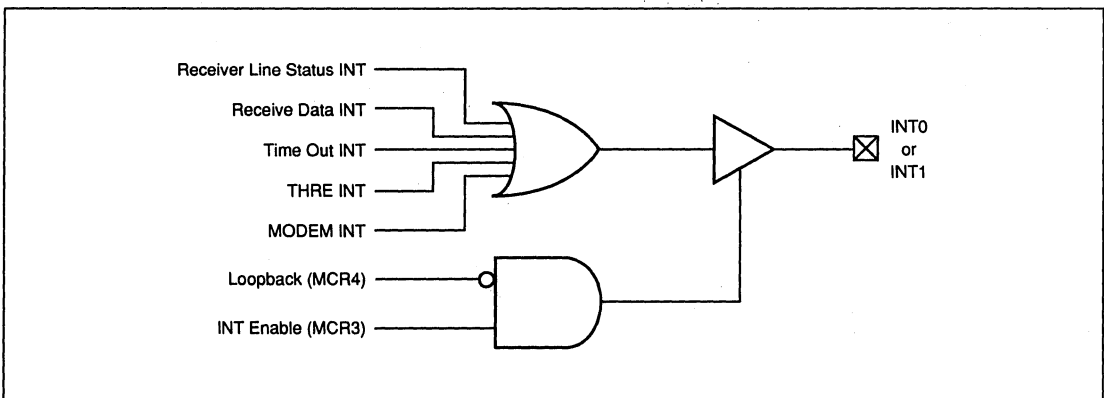 Receiver Line Status INT
Receive Data INT
Time Out INT
THRE INT
MODEM INT
Loopback (MCR4)
INT Enable (MCR3)
INT0
or
INT1